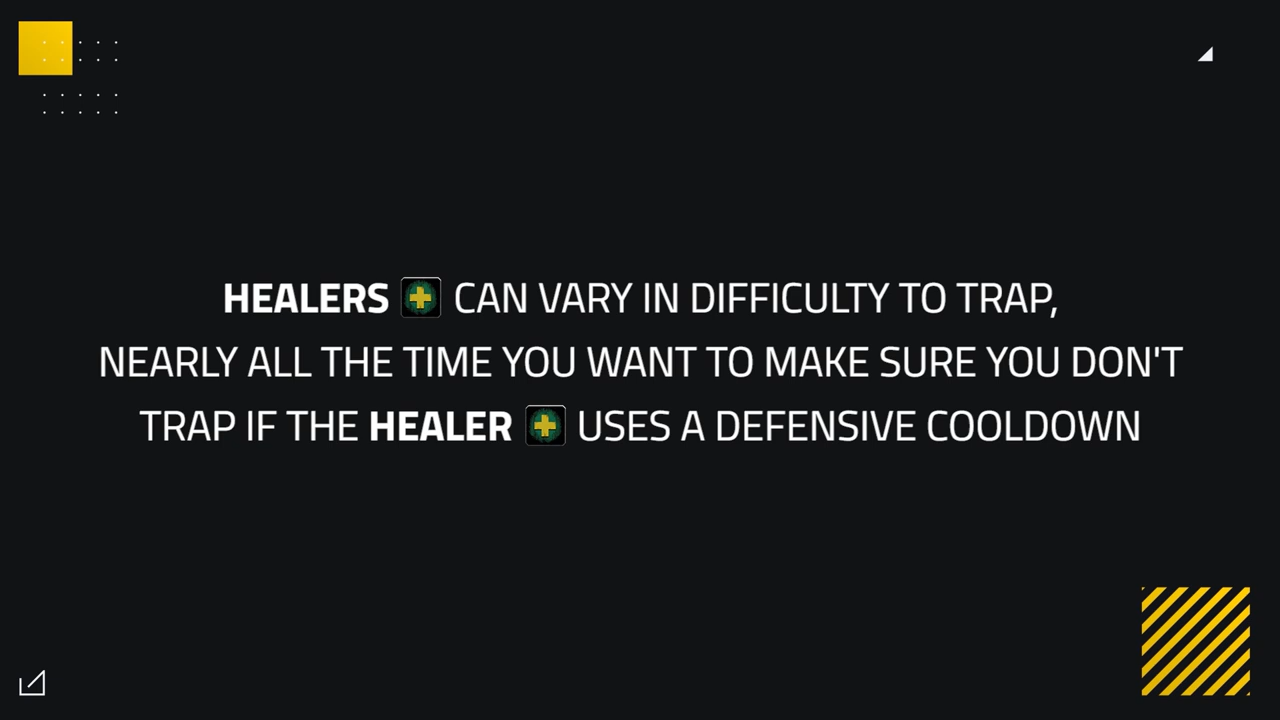 HEALERS CAN VARY IN DIFFICULTY TO TRAP,
NEARLY ALL THE TIME YOU WANT TO MAKE SURE YOU DON'T
TRAP IF THE HEALER USES A DEFENSIVE COOLDOWN